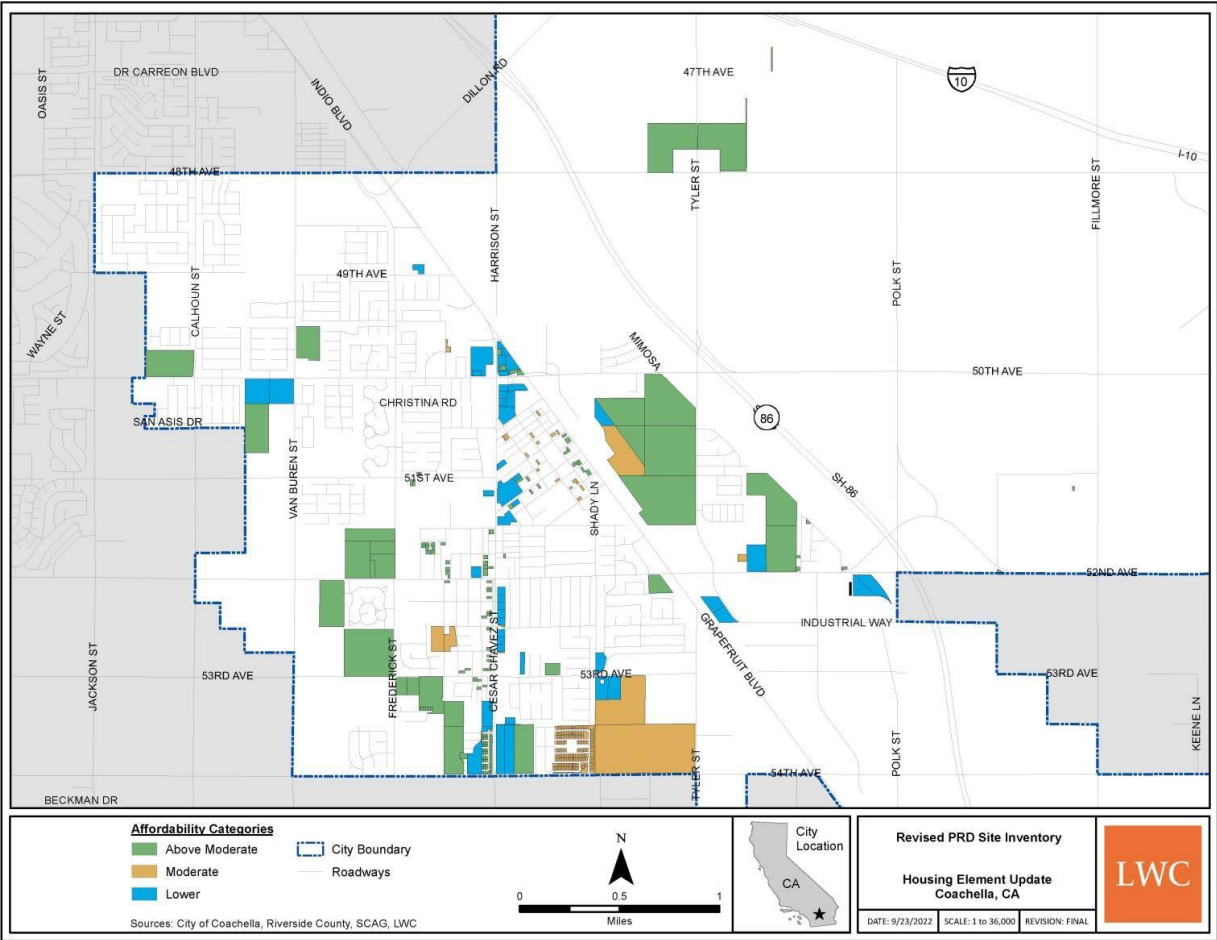 DR CARREON BLVD
47TH AVE
10
OASIS ST
INDIO BLVD
DILLON RD
I-10
48TH AVE
TYLER ST
FILLMORE ST
HARRISON ST
49TH AVE
CALHOUN ST
POLK ST
WAYNE ST
MIMOSA
50TH AVE
CHRISTINA RD
SAN ASIS DR
86
VAN BUREN ST
51ST AVE
SH-86
SHADY LN
52ND AVE
INDUSTRIAL WAY
CESAR CHAVEZ ST
GRAPEFRUIT BLVD
JACKSON ST
53RD AVE
FREDERICK ST
53RD AVE
53RD AVE
KEENE LN
TYLER ST
POLK ST
54TH AVE
BECKMAN DR
Affordability Categories
Above Moderate
City Boundary
Moderate
Roadways
Lower
Sources: City of Coachella, Riverside County, SCAG, LWC
N
0 0.5 1
Miles
City
Location
CA
Revised PRD Site Inventory
Housing Element Update
Coachella, CA
DATE: 9/23/2022 SCALE: 1 to 36,000 REVISION: FINAL
LWC